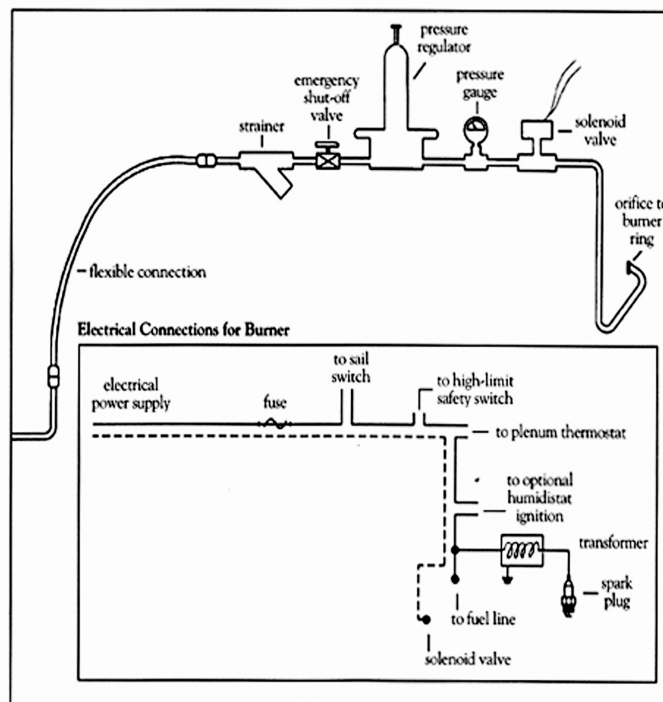 pressure
regulator
emergency
shut-off
valve
pressure
gauge
solenoid
valve
strainer
orifice to
burner
ring
flexible connection
Electrical Connections for Burner
to sail
switch
to high-limit
safety switch
electrical
power supply
fuse
to plenum thermostat
to optional
humidistat
ignition
transformer
spark
plug
to fuel line
solenoid valve